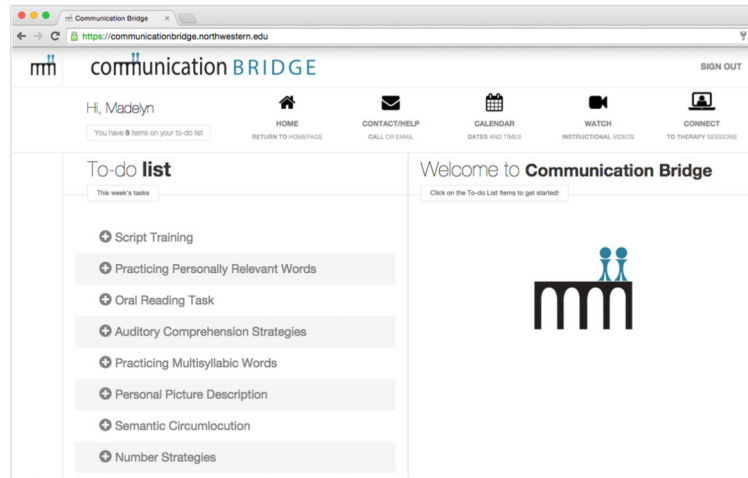 Communication Bridge
https://communicationbridge.northwestern.edu
communication BRIDGE
SIGN OUT
Hi, Madelyn
You have 8 items on your to-do list
HOME
RETURN TO HOMEPAGE
CONTACT/HELP
CALL OR EMAIL
CALENDAR
DATES AND TIMES
WATCH
INSTRUCTIONAL VIDEOS
CONNECT
TO THERAPY SESSIONS
To-do list
This week's tasks
Script Training
Practicing Personally Relevant Words
Oral Reading Task
Auditory Comprehension Strategies
Practicing Multisyllabic Words
Personal Picture Description
Semantic Circumlocution
Number Strategies
Welcome to Communication Bridge
Click on the To-do List Items to get started!